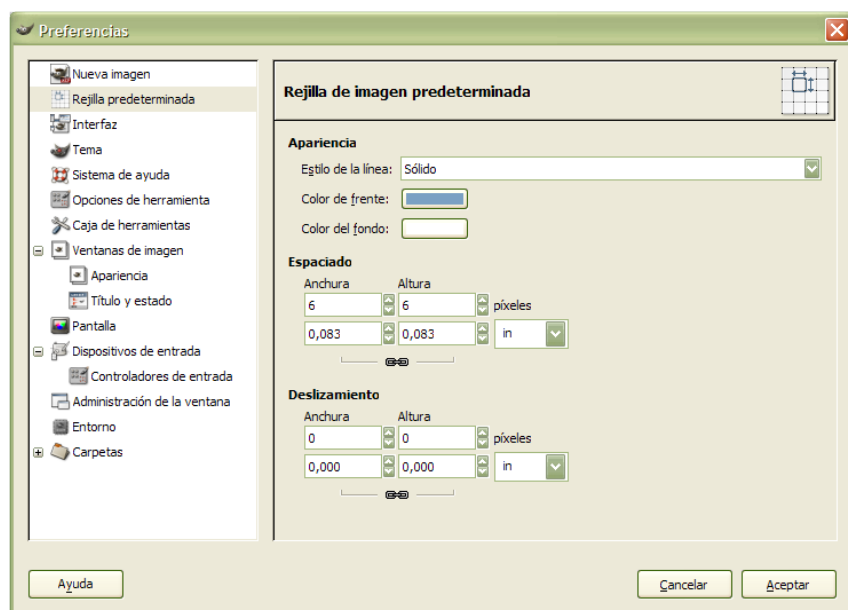 Preferencias
Nueva imagen
Rejilla predeterminada
Interfaz
Tema
Sistema de ayuda
Opciones de herramienta
Caja de herramientas
Ventanas de imagen
Apariencia
Título y estado
Pantalla
Dispositivos de entrada
Controladores de entrada
Administración de la ventana
Entorno
Carpetas
Rejilla de imagen predeterminada
Apariencia
Estilo de la línea: Sólido
Color de frente:
Color del fondo:
Espaciado
Anchura Altura
6 6 píxeles
0,083 0,083 in
Deslizamiento
Anchura Altura
0 0 píxeles
0,000 0,000 in
Ayuda Cancelar Aceptar